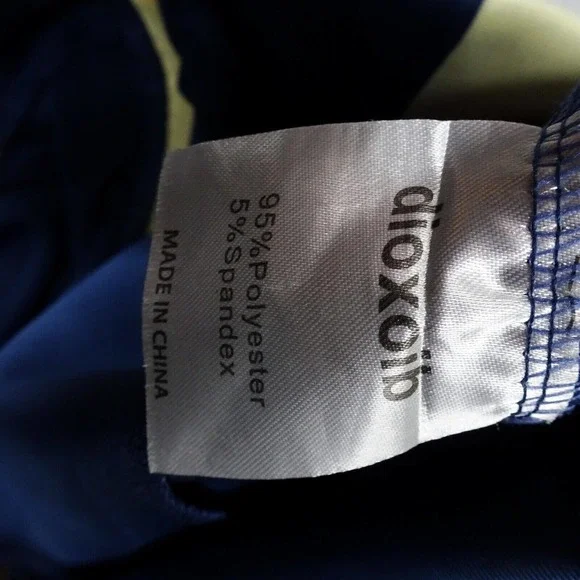 dioxoib
95%Polyester
5%Spandex
MADE IN CHINA